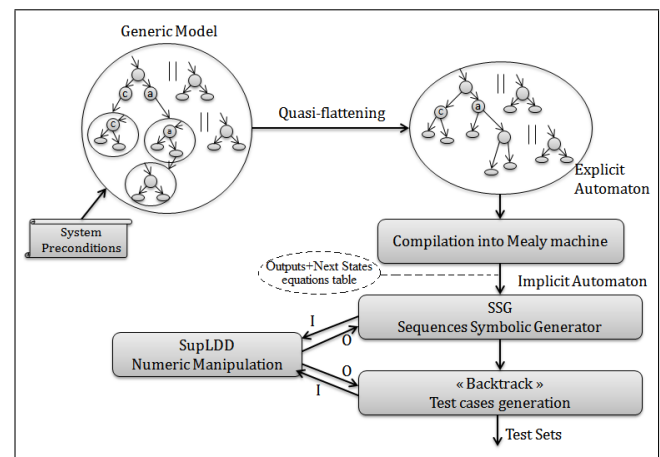 Generic Model
c
a
||
c
a
||
Quasi-flattening
c
a
||
||
Explicit
Automaton
System
Preconditions
Compilation into Mealy machine
Outputs+Next States
equations table
Implicit Automaton
SSG
Sequences Symbolic Generator
I
O
SupLDD
Numeric Manipulation
O
I
« Backtrack »
Test cases generation
Test Sets